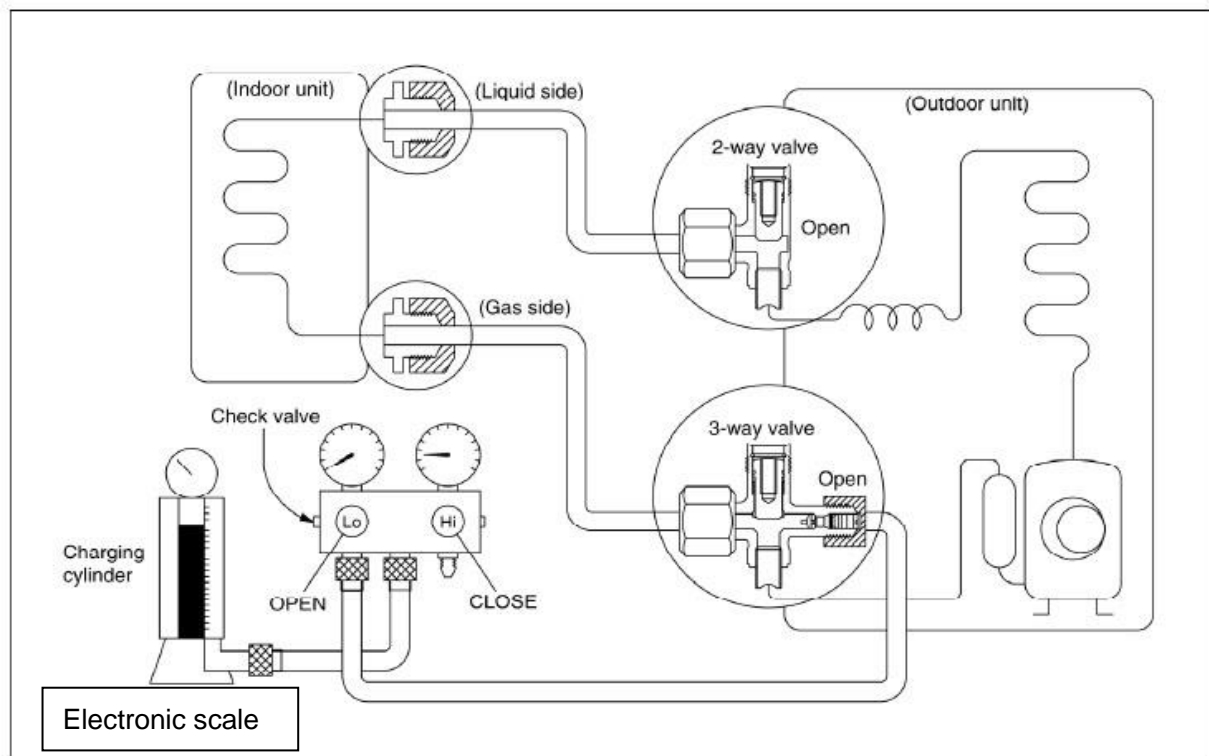 (Indoor unit)
(Liquid side)
(Outdoor unit)
2-way valve
Open
(Gas side)
Check valve
3-way valve
Open
Lo
Hi
Charging
cylinder
OPEN
CLOSE
Electronic scale